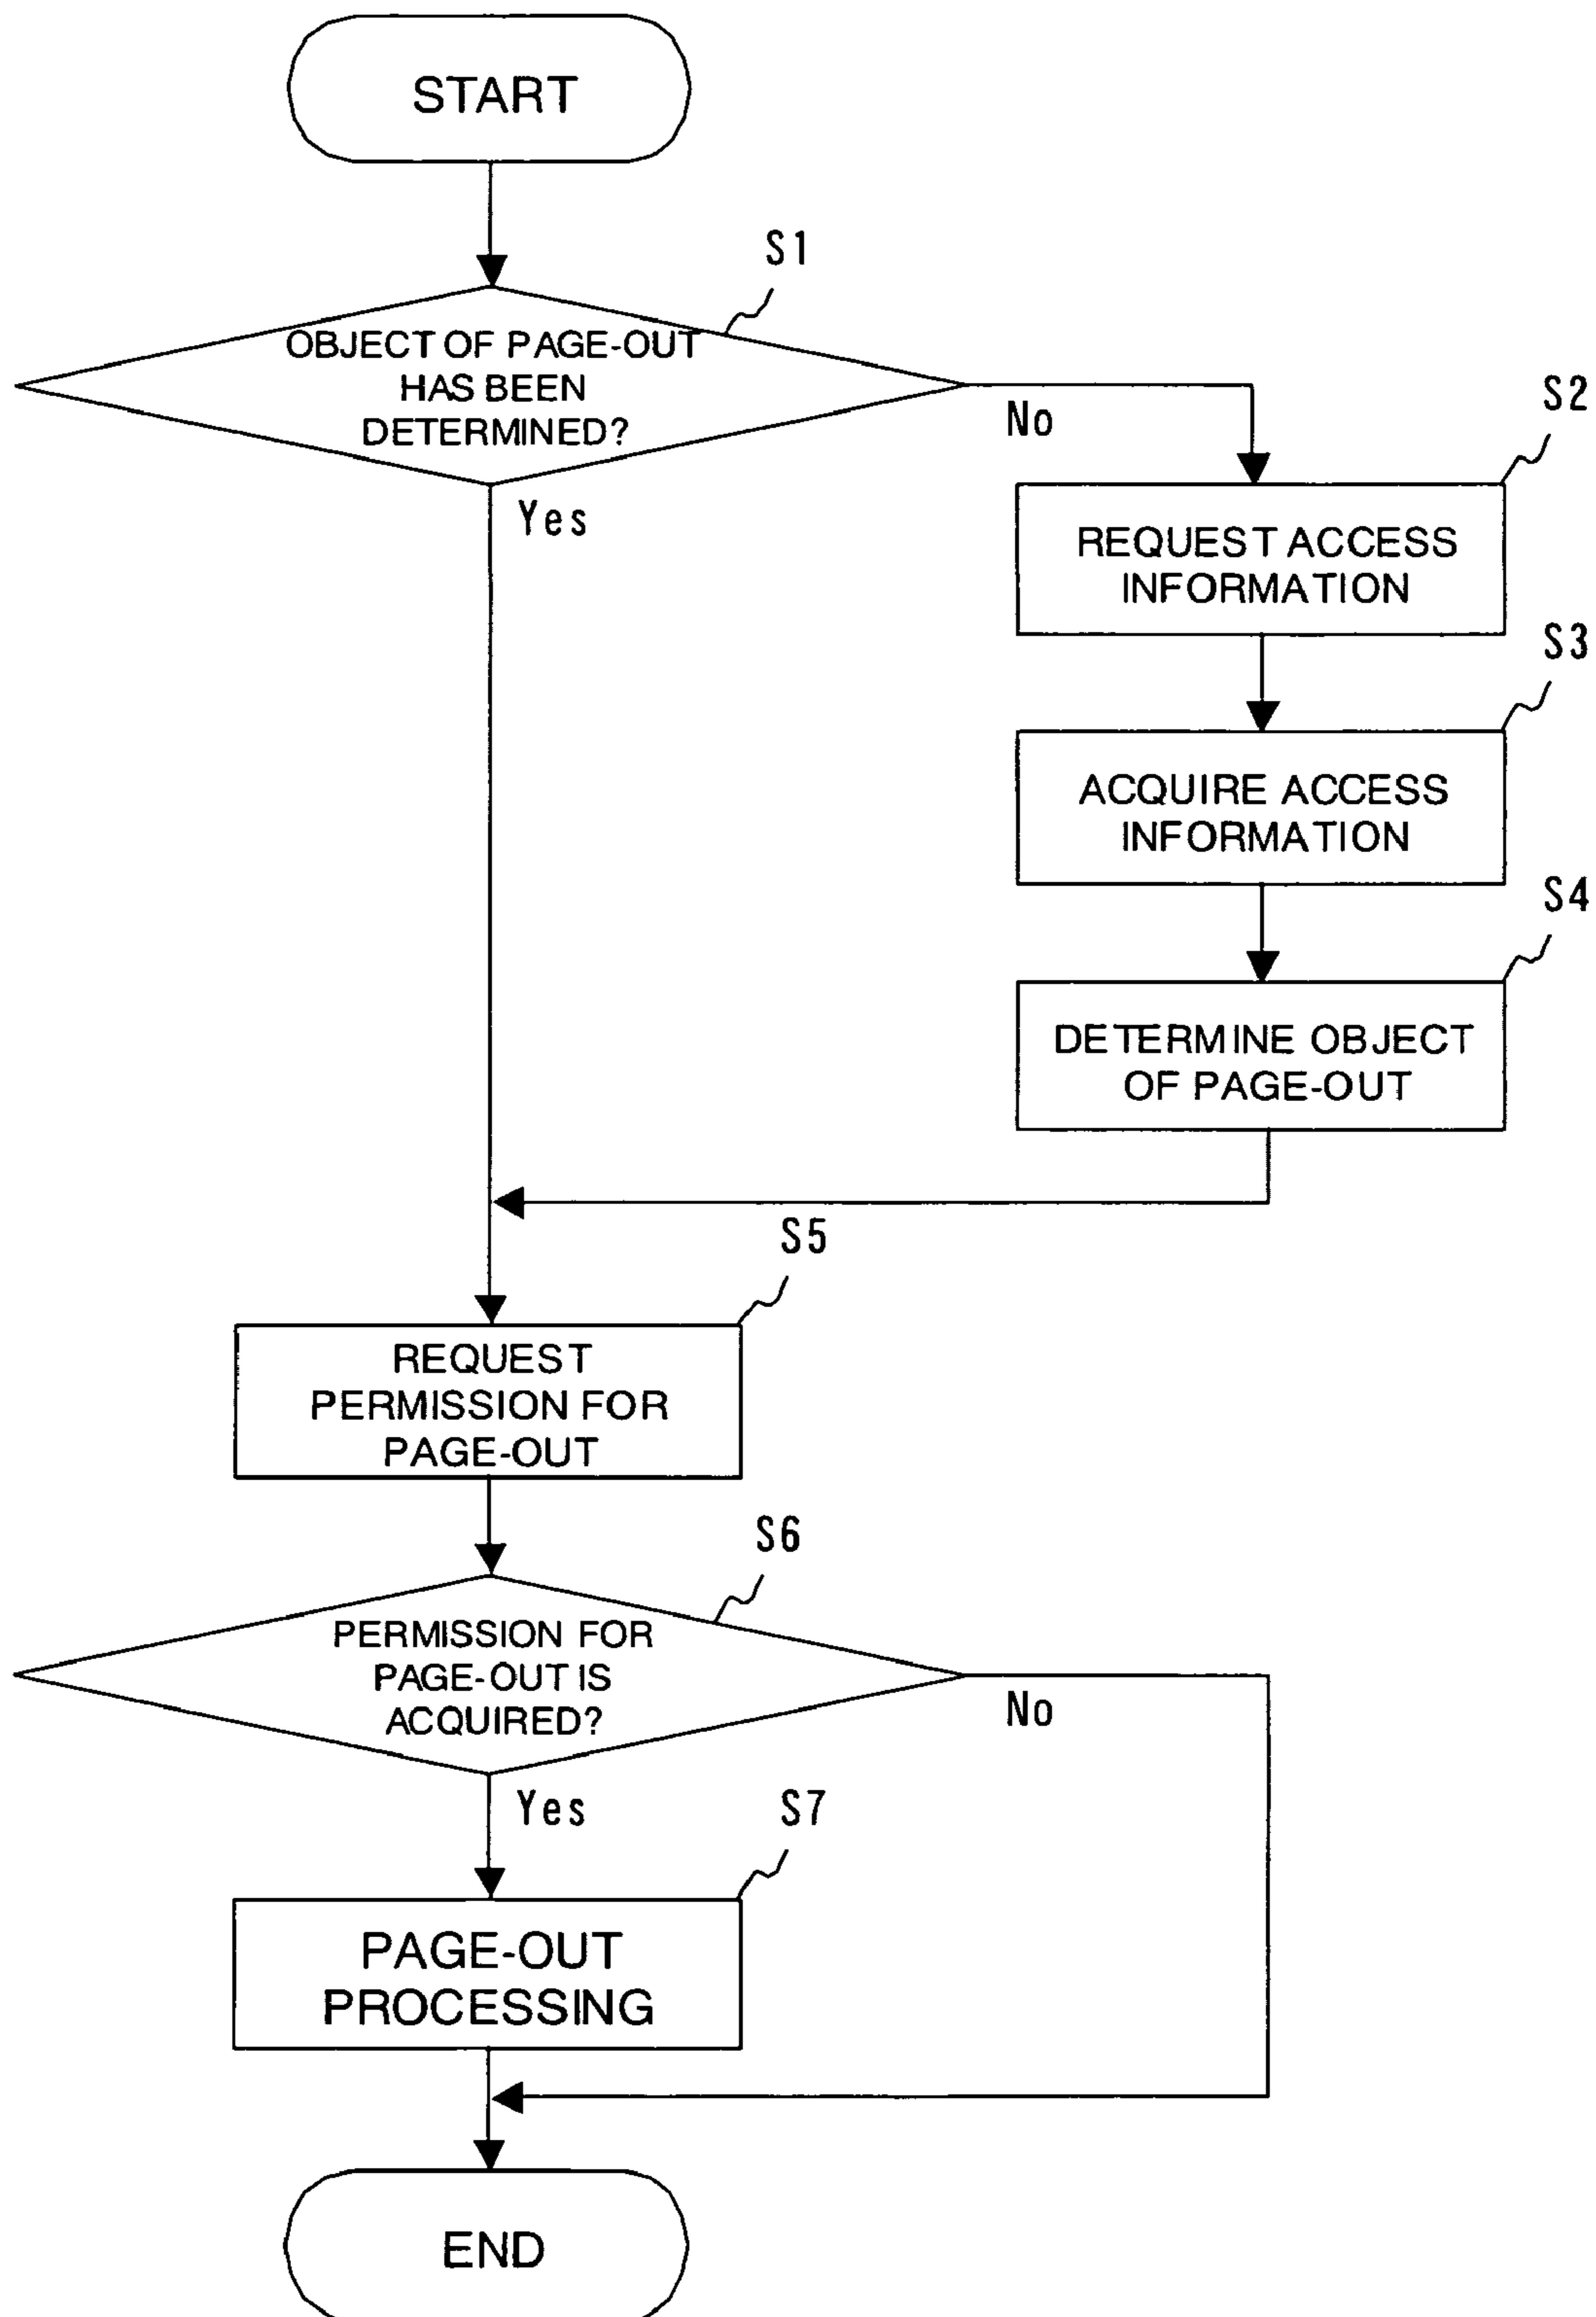 START
S1
OBJECT OF PAGE-OUT
HAS BEEN
DETERMINED?
No
Yes
S2
REQUEST ACCESS
INFORMATION
S3
ACQUIRE ACCESS
INFORMATION
S4
DETERMINE OBJECT
OF PAGE-OUT
S5
REQUEST
PERMISSION FOR
PAGE-OUT
S6
PERMISSION FOR
PAGE-OUT IS
ACQUIRED?
No
Yes
S7
PAGE-OUT
PROCESSING
END